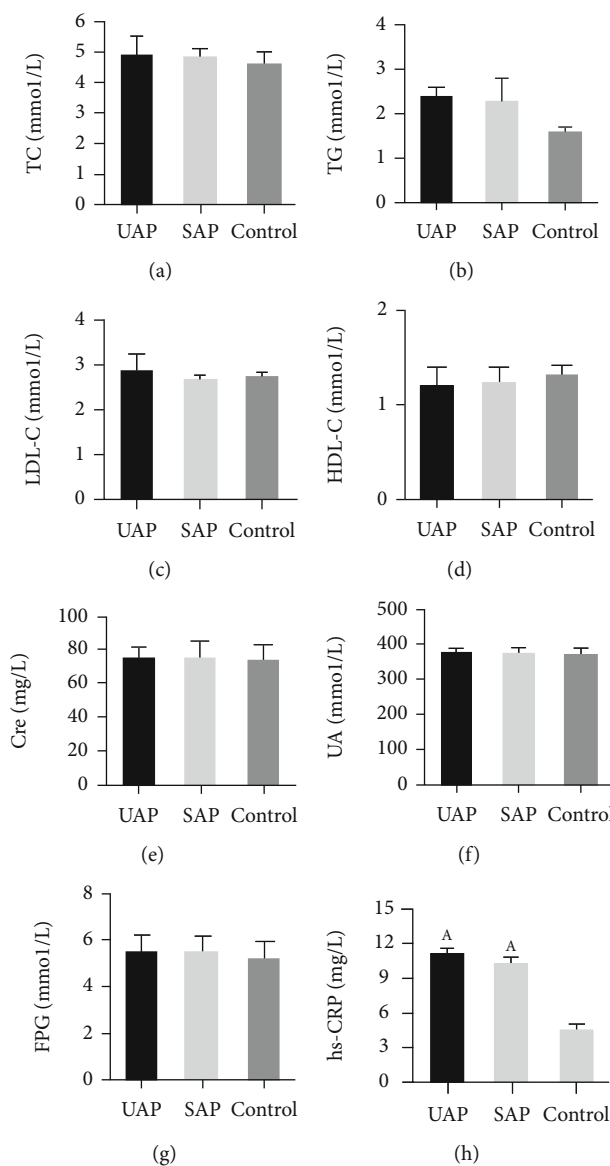 TC (mmo1/L)
6
5
4
3
2
1
0
UAP SAP Control
(a)
TG (mmo1/L)
4
3
2
1
0
UAP SAP Control
(b)
LDL-C (mmo1/L)
4
3
2
1
0
UAP SAP Control
(c)
HDL-C (mmo1/L)
2
1
0
UAP SAP Control
(d)
Cre (mg/L)
100
80
60
40
20
0
UAP SAP Control
(e)
UA (mmo1/L)
500
400
300
200
100
0
UAP SAP Control
(f)
FPG (mmo1/L)
8
6
4
2
0
UAP SAP Control
(g)
hs-CRP (mg/L)
15
12
9
6
3
0
A A
UAP SAP Control
(h)